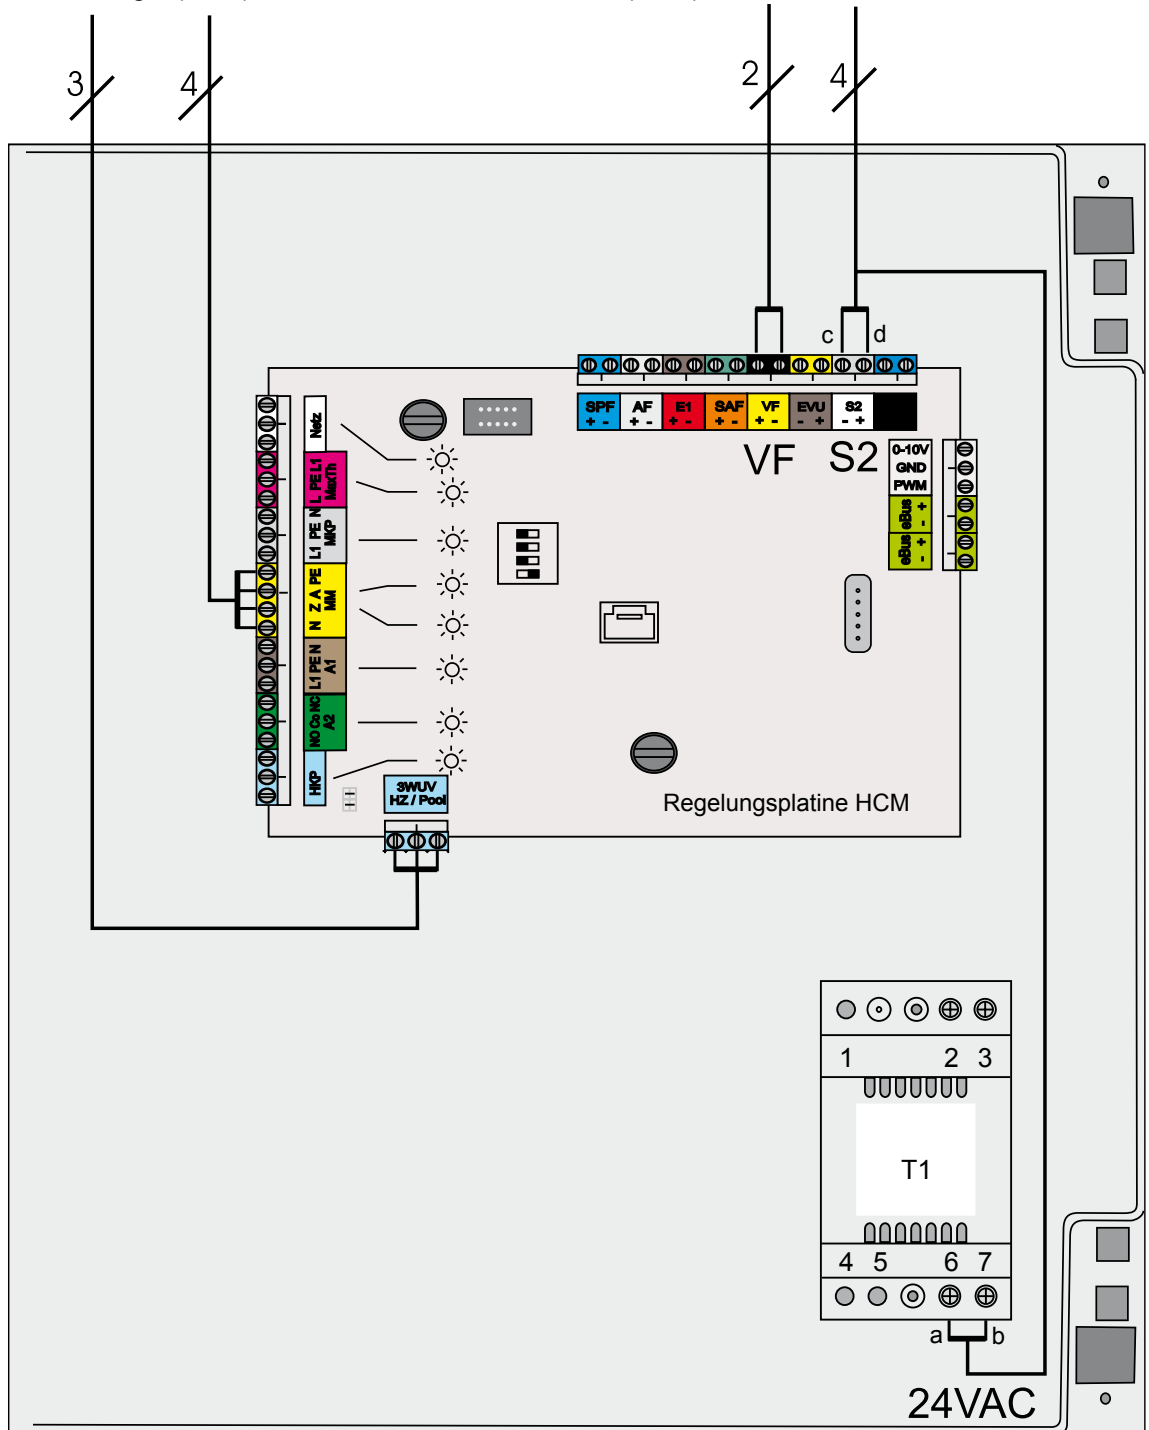 3
4
2
4
c
d
SPF AF E1 SAF VF EVU S2
+ - + - + - + - + - - + - +
VF S2
0-10V
GND
PWM
eBus + -
eBus + -
Netz
L PE L1
MaxTh
L1 PE N
MKP
N Z A PE
MM
L1 PE N
A1
NO Co NC
A2
HKP
3WUV
HZ / Pool
Regelungsplatine HCM
1 2 3
T1
4 5 6 7
a b
24VAC